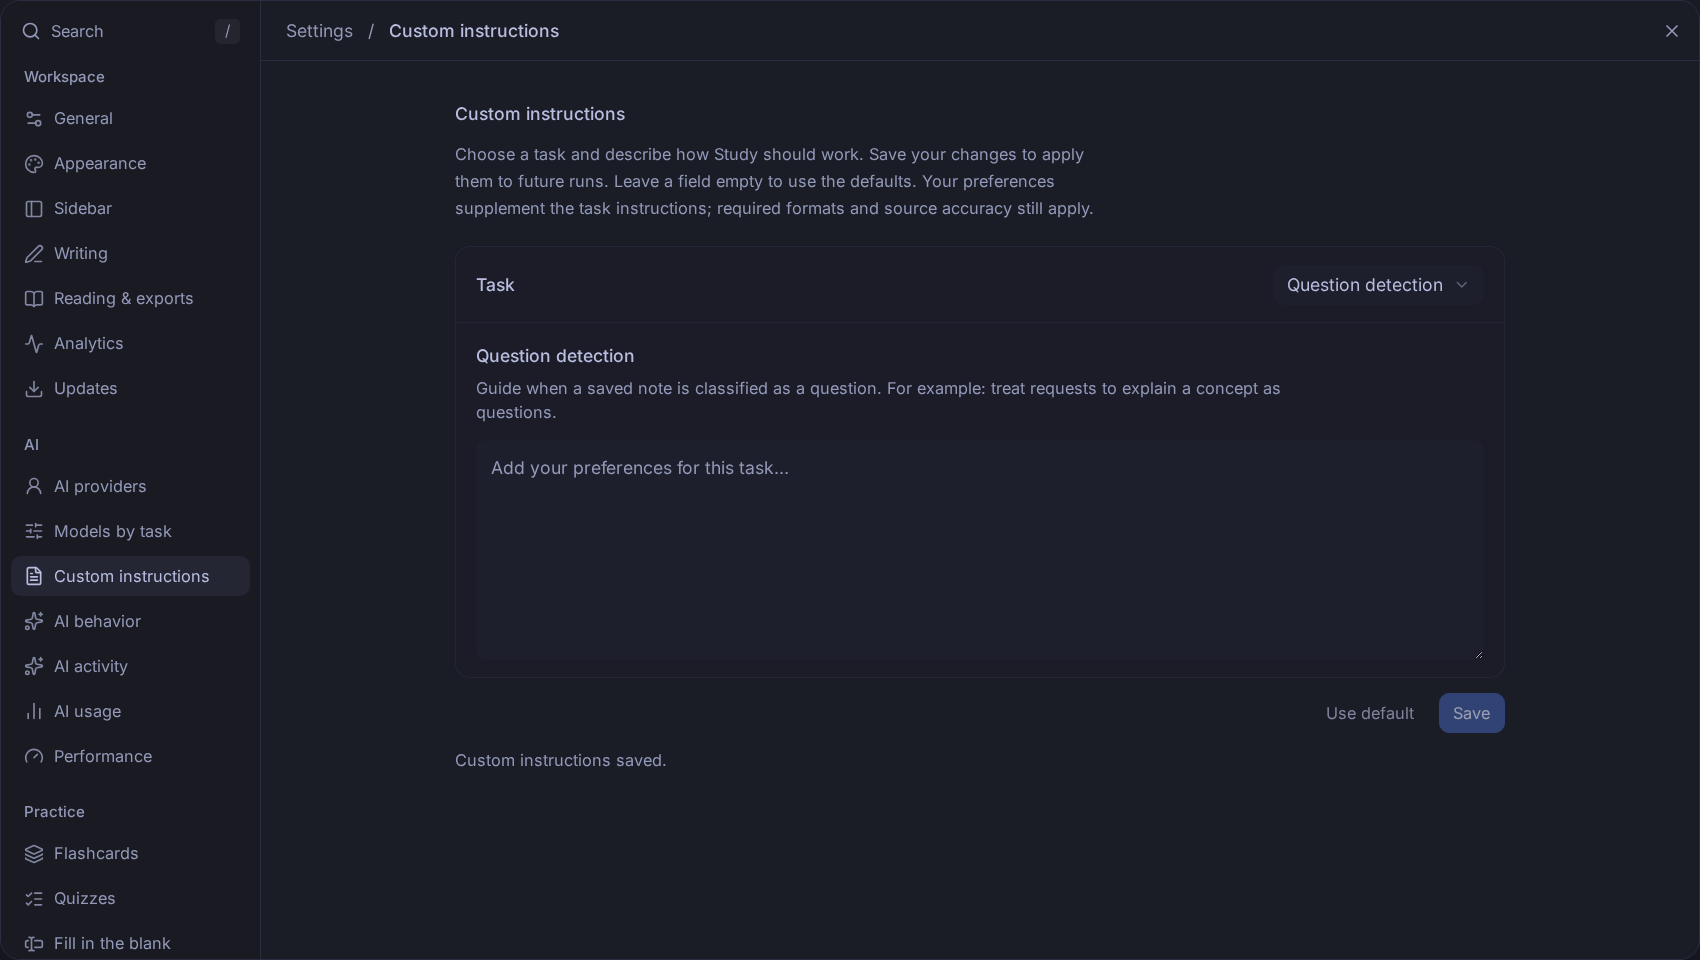 Search /
Workspace
General
Appearance
Sidebar
Writing
Reading & exports
Analytics
Updates
AI
AI providers
Models by task
Custom instructions
AI behavior
AI activity
AI usage
Performance
Practice
Flashcards
Quizzes
Fill in the blank
Settings / Custom instructions
Custom instructions
Choose a task and describe how Study should work. Save your changes to apply
them to future runs. Leave a field empty to use the defaults. Your preferences
supplement the task instructions; required formats and source accuracy still apply.
Task
Question detection
Question detection
Guide when a saved note is classified as a question. For example: treat requests to explain a concept as
questions.
Add your preferences for this task...
Use default
Save
Custom instructions saved.